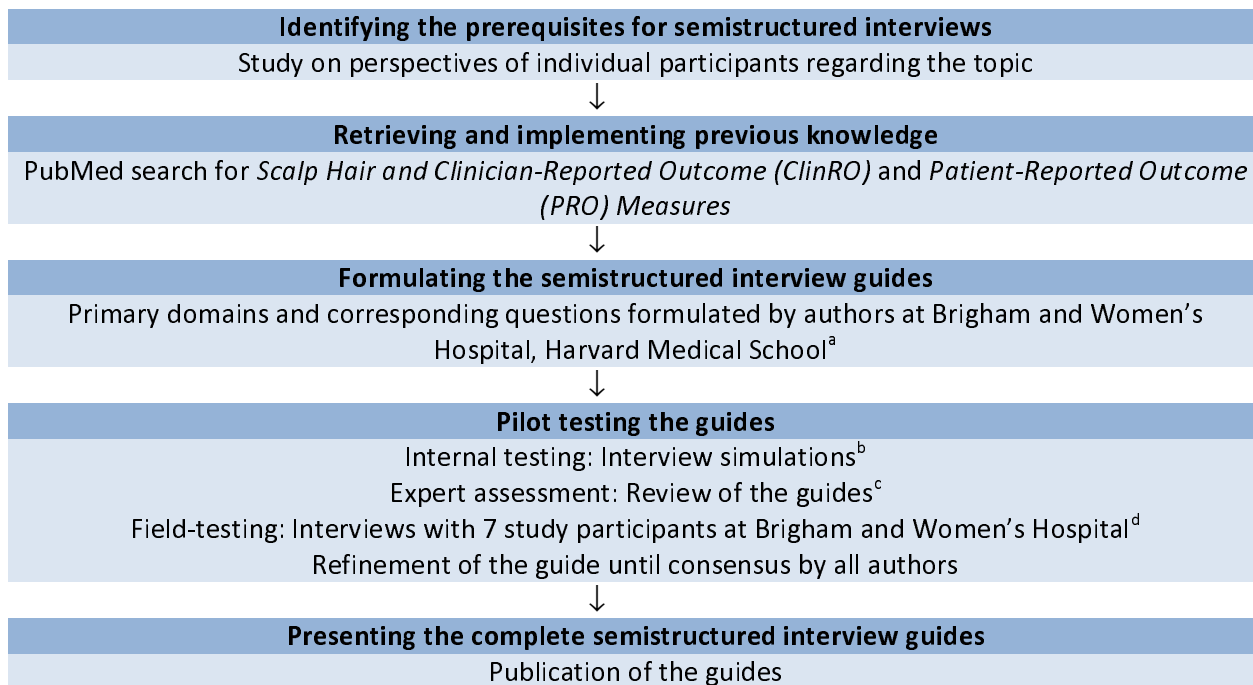 Identifying the prerequisites for semistructured interviews
Study on perspectives of individual participants regarding the topic
↓
Retrieving and implementing previous knowledge
PubMed search for Scalp Hair and Clinician-Reported Outcome (ClinRO) and Patient-Reported Outcome
(PRO) Measures
↓
Formulating the semistructured interview guides
Primary domains and corresponding questions formulated by authors at Brigham and Women’s
Hospital, Harvard Medical Schoolᵃ
↓
Pilot testing the guides
Internal testing: Interview simulationsᵇ
Expert assessment: Review of the guidesᶜ
Field-testing: Interviews with 7 study participants at Brigham and Women’s Hospitalᵈ
Refinement of the guide until consensus by all authors
↓
Presenting the complete semistructured interview guides
Publication of the guides